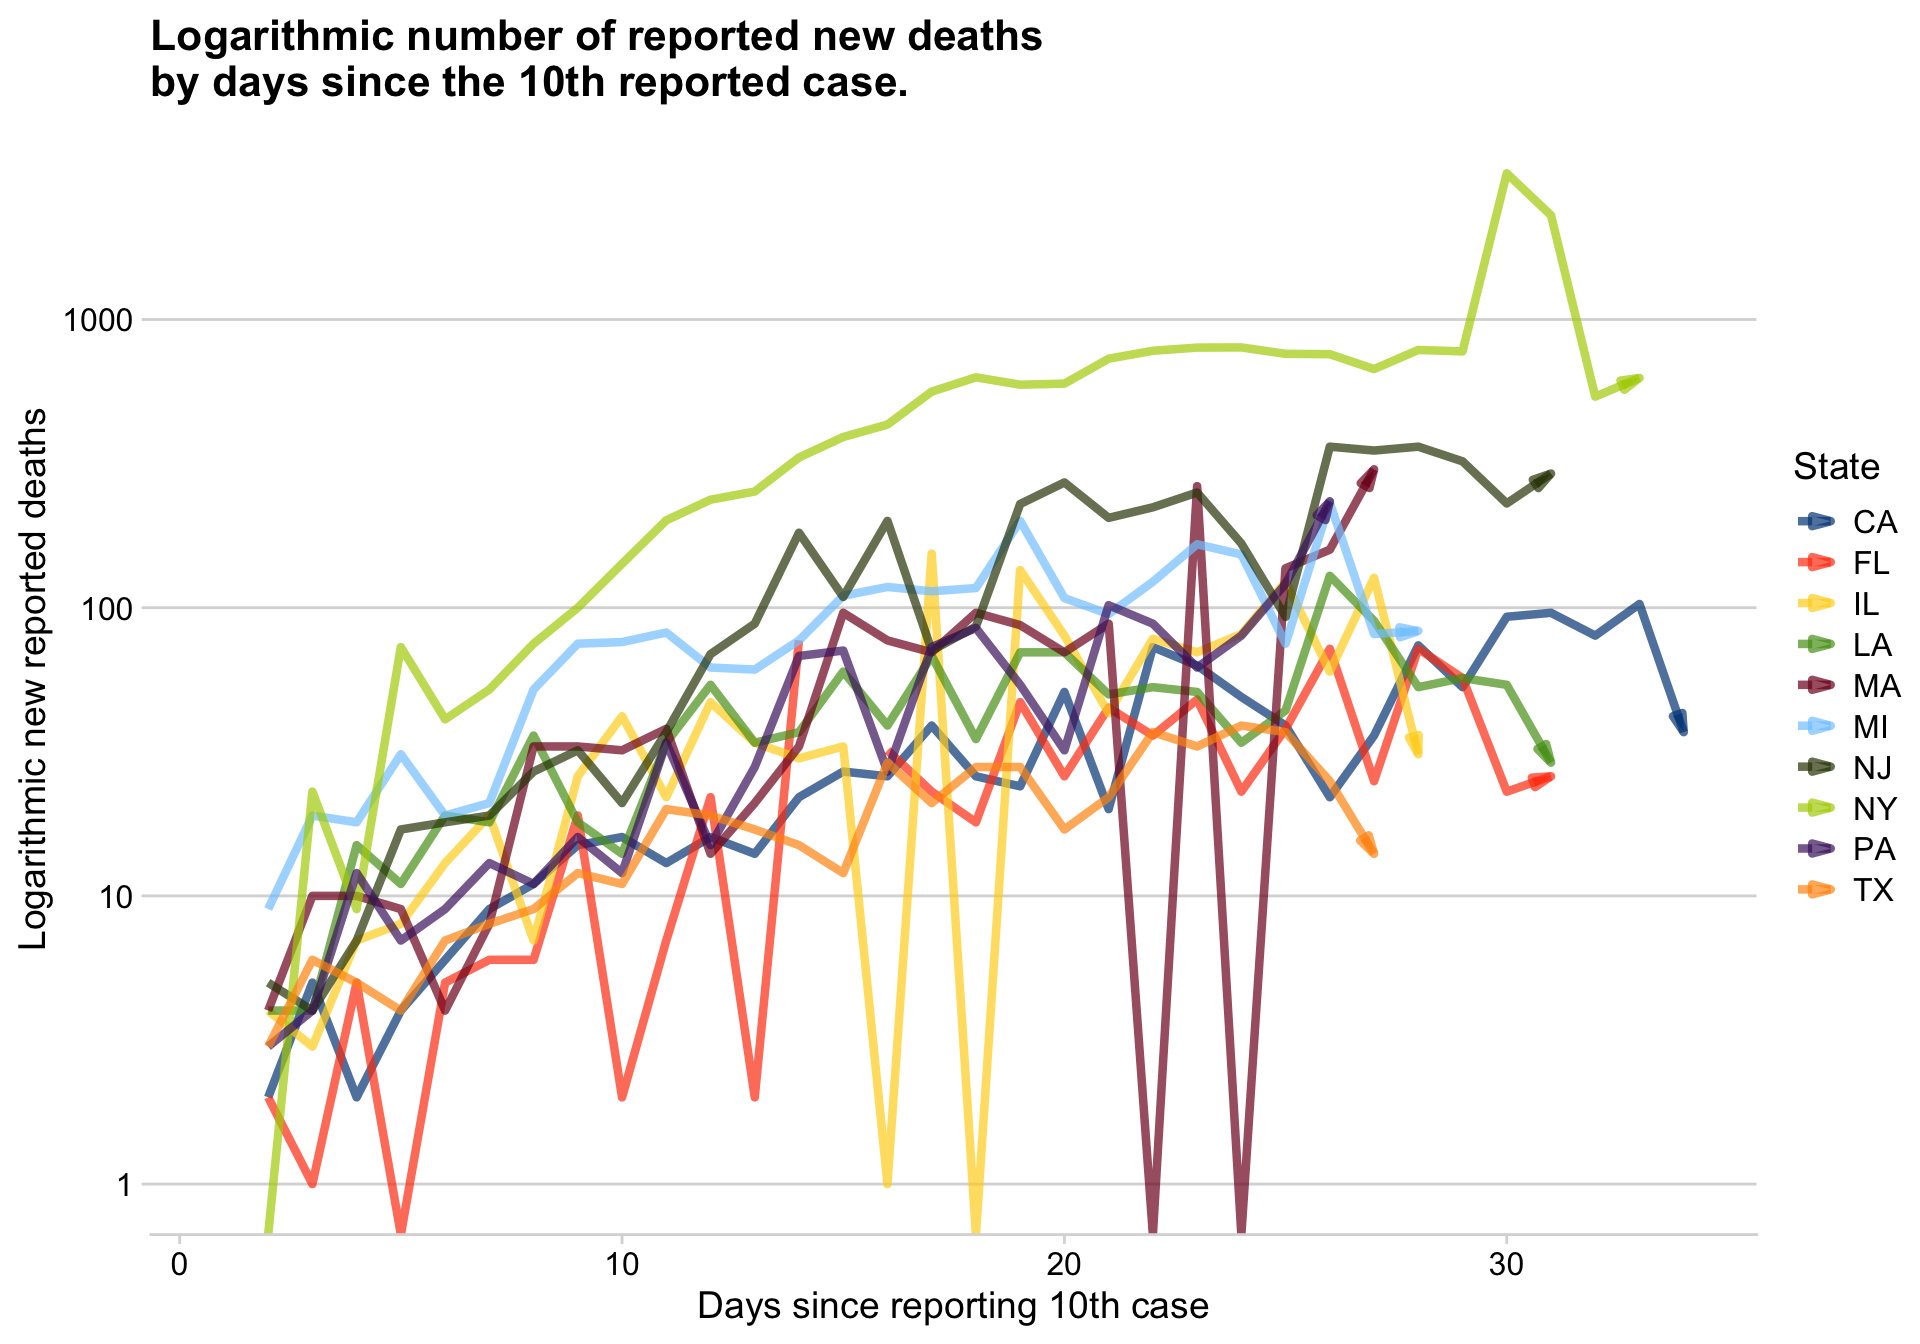 Logarithmic number of reported new deaths
by days since the 10th reported case.
Logarithmic new reported deaths
1000
100
10
1
0
10
20
30
Days since reporting 10th case
State
CA
FL
IL
LA
MA
MI
NJ
NY
PA
TX